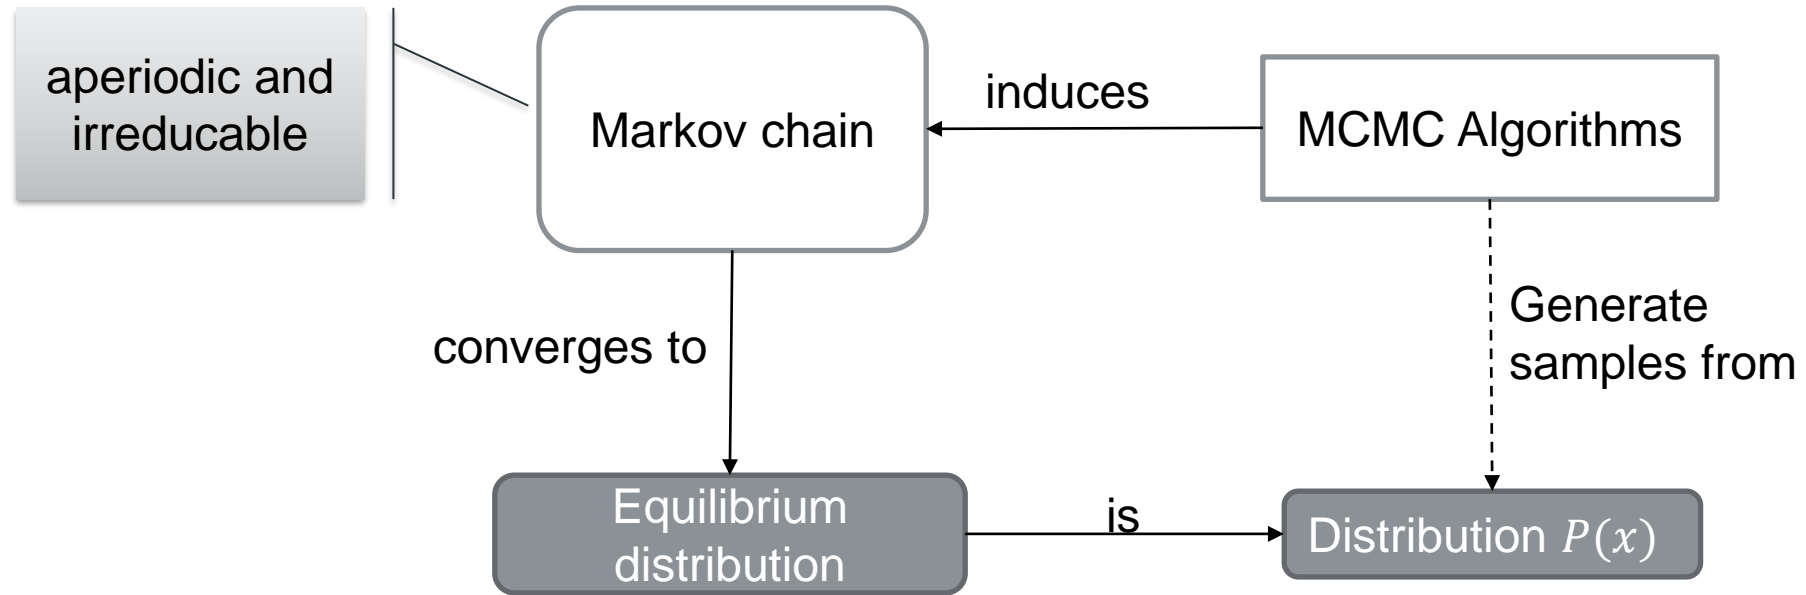 aperiodic and
irreducable
Markov chain
induces
MCMC Algorithms
converges to
Generate
samples from
Equilibrium
distribution
is
Distribution P(x)